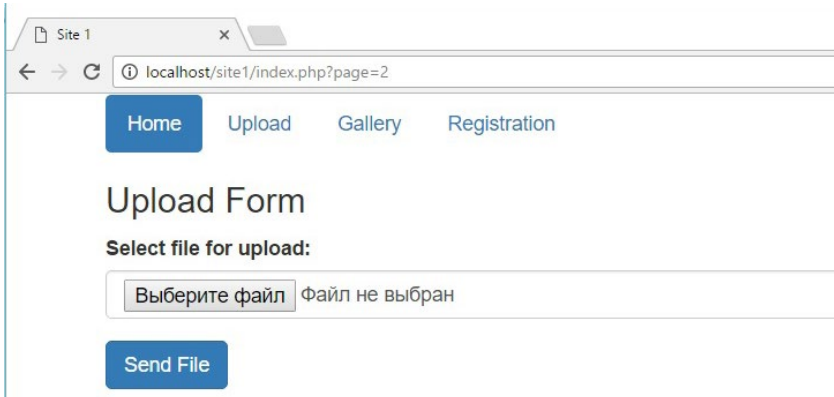 Site 1
localhost/site1/index.php?page=2
Home Upload Gallery Registration
Upload Form
Select file for upload:
Выберите файл Файл не выбран
Send File